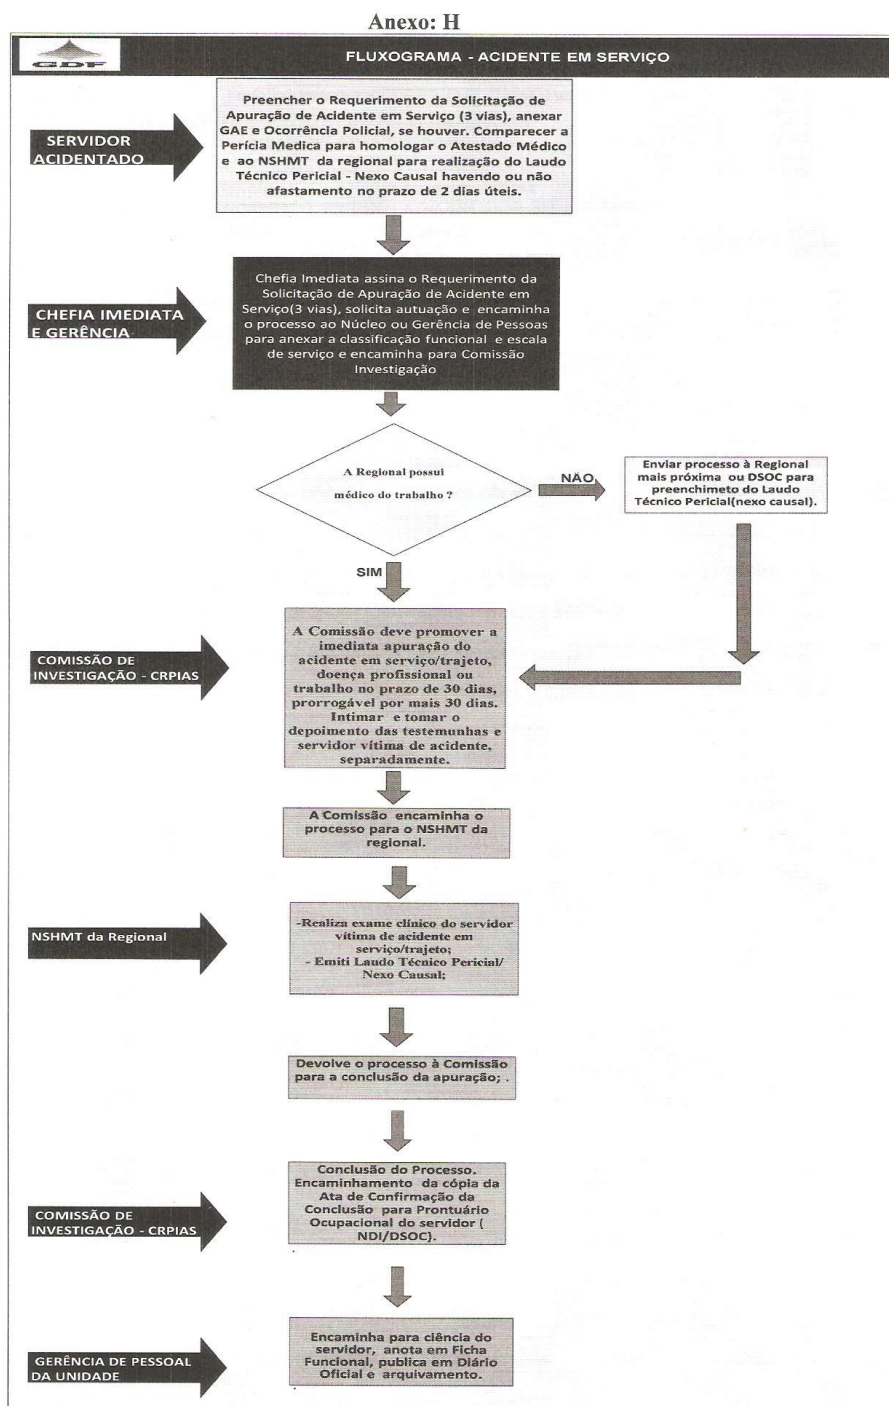 Anexo: H
GDF
FLUXOGRAMA - ACIDENTE EM SERVIÇO
SERVIDOR
ACIDENTADO
Preencher o Requerimento da Solicitação de
Apuração de Acidente em Serviço (3 vias), anexar
GAE e Ocorrência Policial, se houver. Comparecer a
Perícia Medica para homologar o Atestado Médico
e ao NSHMT da regional para realização do Laudo
Técnico Pericial - Nexo Causal havendo ou não
afastamento no prazo de 2 dias úteis.
CHEFIA IMEDIATA
E GERÊNCIA
Chefia Imediata assina o Requerimento da
Solicitação de Apuração de Acidente em
Serviço(3 vias), solicita autuação e encaminha
o processo ao Núcleo ou Gerência de Pessoas
para anexar a classificação funcional e escala
de serviço e encaminha para Comissão
Investigação
A Regional possui
médico do trabalho ?
NÃO
Enviar processo à Regional
mais próxima ou DSOC para
preenchimeto do Laudo
Técnico Pericial(nexo causal).
SIM
COMISSÃO DE
INVESTIGAÇÃO - CRPIAS
A Comissão deve promover a
imediata apuração do
acidente em serviço/trajeto,
doença profissional ou
trabalho no prazo de 30 dias,
prorrogável por mais 30 dias.
Intimar e tomar o
depoimento das testemunhas e
servidor vítima de acidente,
separadamente.
A Comissão encaminha o
processo para o NSHMT da
regional.
NSHMT da Regional
-Realiza exame clínico do servidor
vítima de acidente em
serviço/trajeto;
- Emiti Laudo Técnico Pericial/
Nexo Causal;
Devolve o processo à Comissão
para a conclusão da apuração; .
COMISSÃO DE
INVESTIGAÇÃO - CRPIAS
Conclusão do Processo.
Encaminhamento da cópia da
Ata de Confirmação da
Conclusão para Prontuário
Ocupacional do servidor (
NDI/DSOC).
GERÊNCIA DE PESSOAL
DA UNIDADE
Encaminha para ciência do
servidor, anota em Ficha
Funcional, publica em Diário
Oficial e arquivamento.